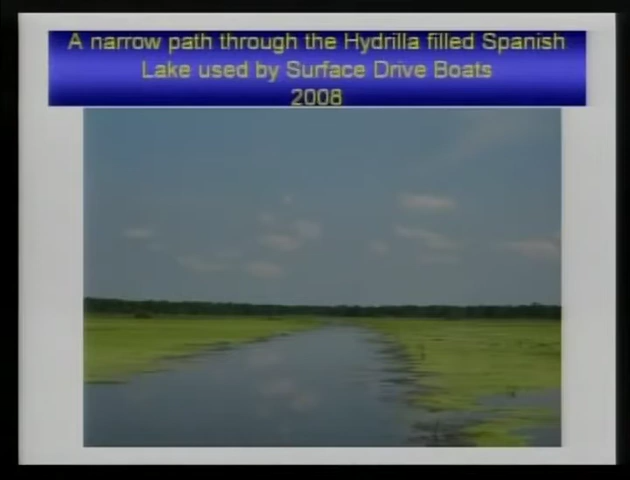 A narrow path through the Hydrilla filled Spanish
Lake used by Surface Drive Boats
2008